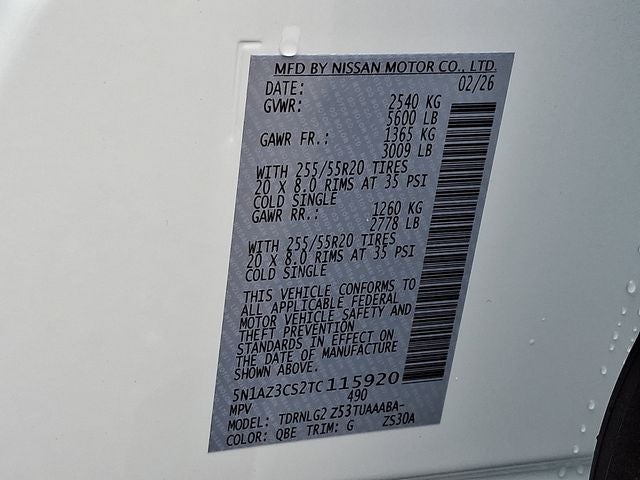 MFD BY NISSAN MOTOR CO., LTD.
DATE: 02/26
GVWR: 2540 KG
5600 LB
GAWR FR.: 1365 KG
3009 LB
WITH 255/55R20 TIRES
20 X 8.0 RIMS AT 35 PSI
COLD SINGLE
GAWR RR.: 1260 KG
2778 LB
WITH 255/55R20 TIRES
20 X 8.0 RIMS AT 35 PSI
COLD SINGLE
THIS VEHICLE CONFORMS TO
ALL APPLICABLE FEDERAL
MOTOR VEHICLE SAFETY AND
THEFT PREVENTION
STANDARDS IN EFFECT ON
THE DATE OF MANUFACTURE
SHOWN ABOVE.
5N1AZ3CS2TC115920
MPV 490
MODEL: TDRNLG2 Z53TUAAABA-
COLOR: QBE TRIM: G ZS30A